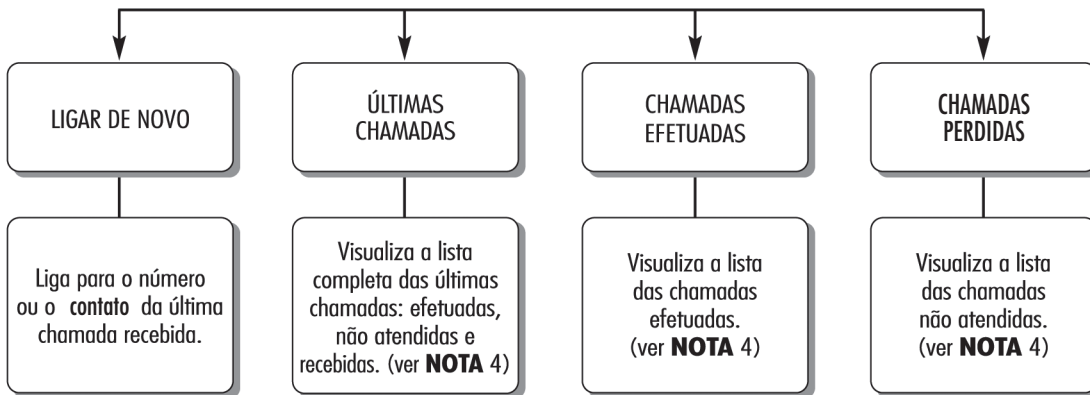 LIGAR DE NOVO
ÚLTIMAS
CHAMADAS
CHAMADAS
EFETUADAS
CHAMADAS
PERDIDAS
Liga para o número
ou o contato da última
chamada recebida.
Visualiza a lista
completa das últimas
chamadas: efetuadas,
não atendidas e
recebidas. (ver NOTA 4)
Visualiza a lista
das chamadas
efetuadas.
(ver NOTA 4)
Visualiza a lista
das chamadas
não atendidas.
(ver NOTA 4)